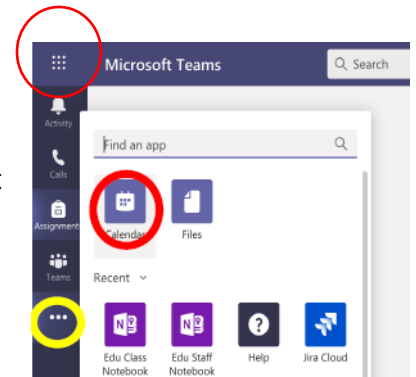 Microsoft Teams
Search
Activity
Find an app
Calls
Assignment
Calendar
Files
Teams
Recent
Edu Class Notebook
Edu Staff Notebook
Help
Jira Cloud